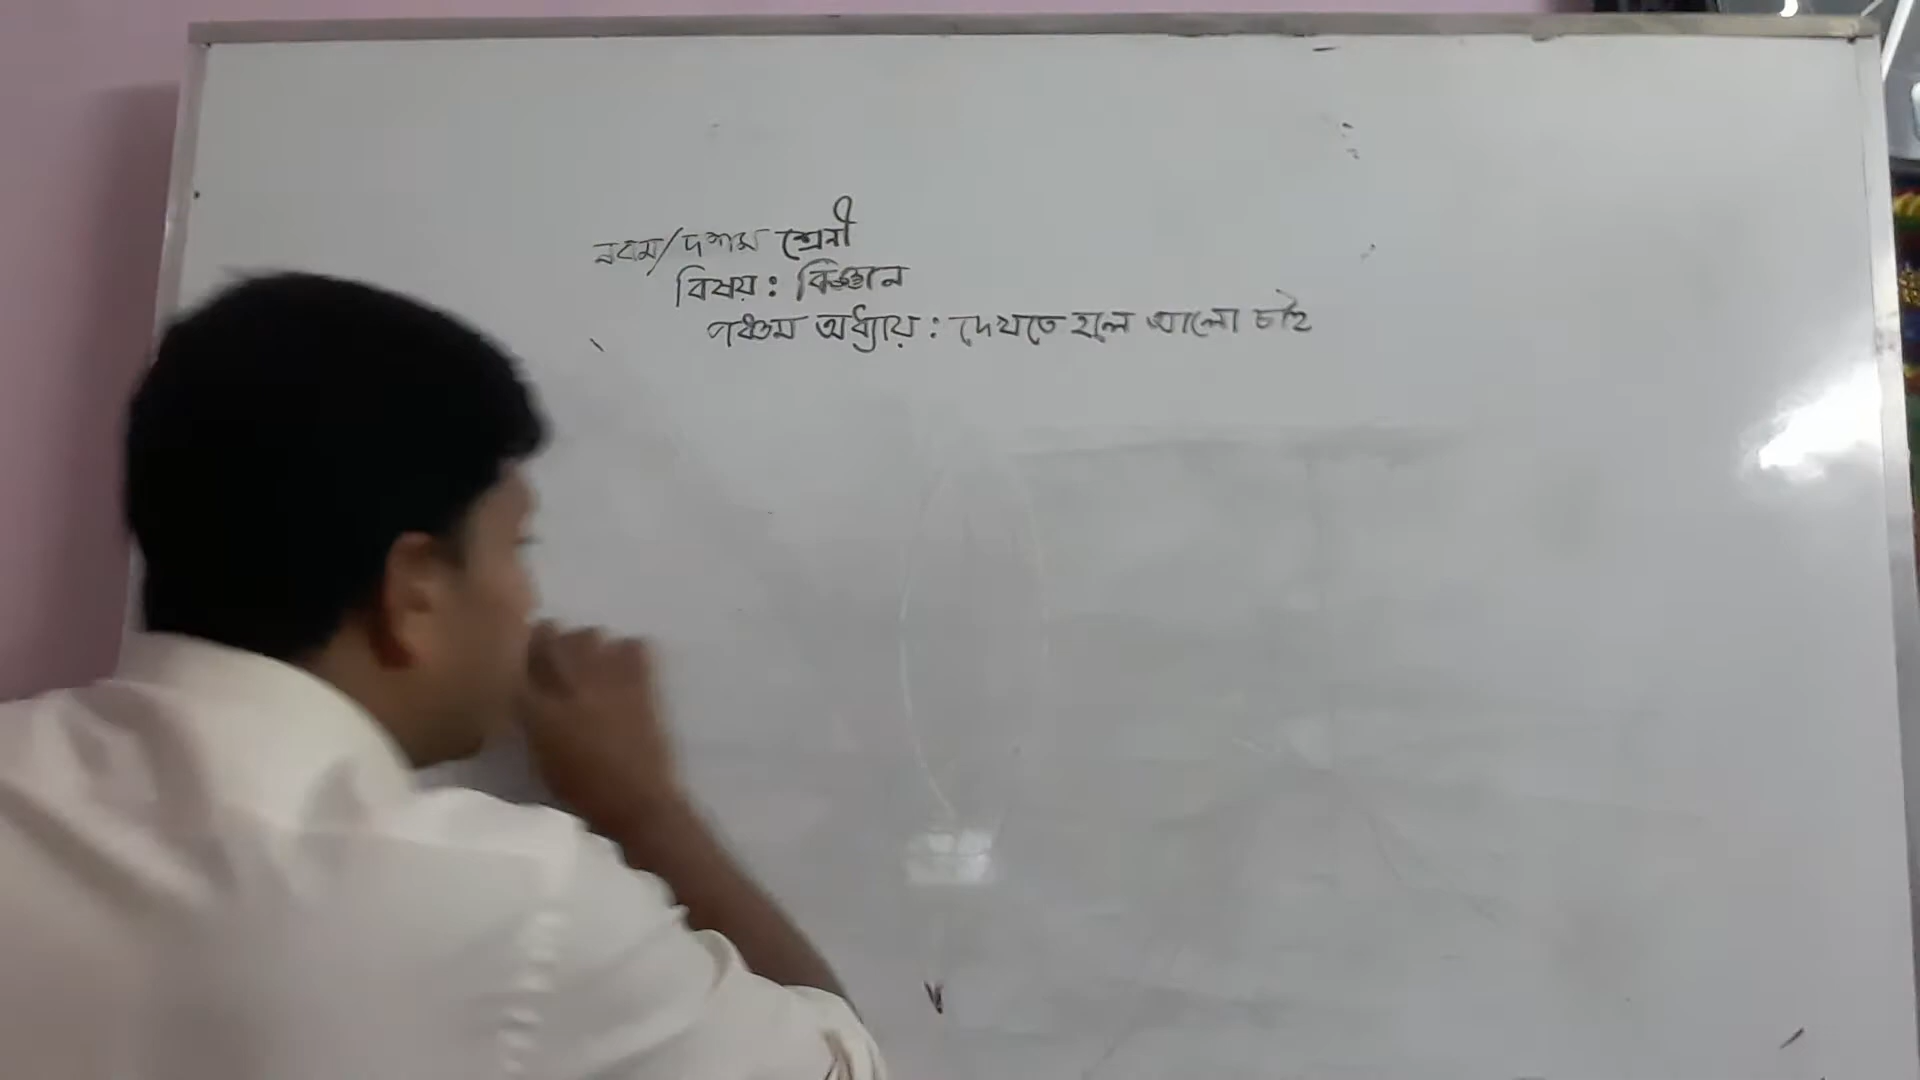 নবম/দশম শ্রেনী
বিষয়: বিজ্ঞান
পঞ্চম অধ্যায়: দেখতে হলে আলো চাই